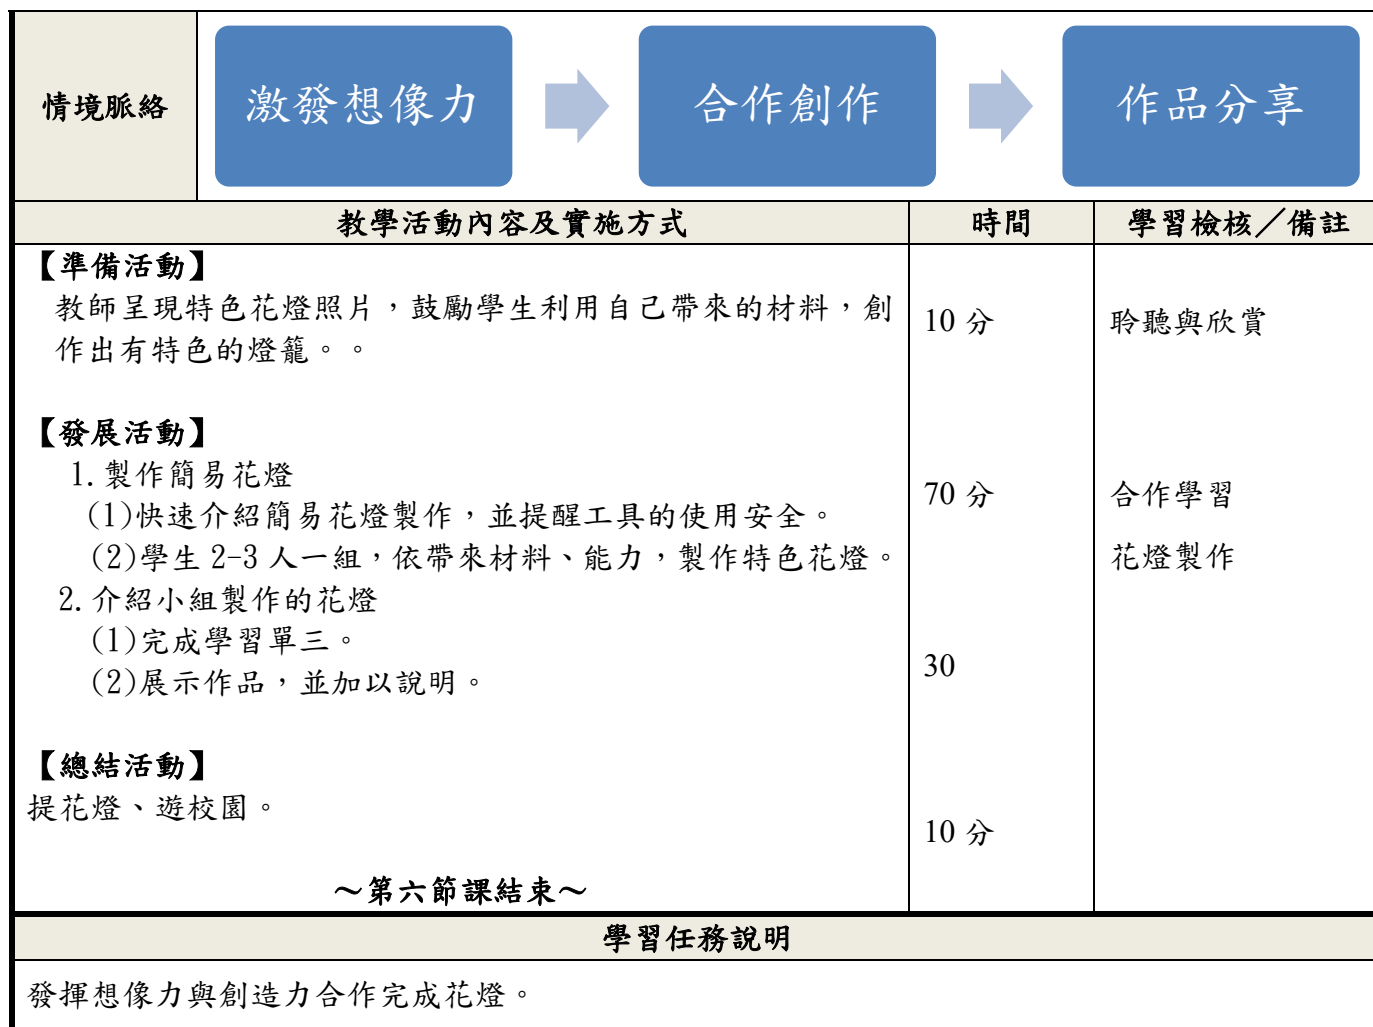 情境脈絡
激發想像力
合作創作
作品分享
教學活動內容及實施方式
時間
學習檢核／備註
【準備活動】
教師呈現特色花燈照片，鼓勵學生利用自己帶來的材料，創
作出有特色的燈籠。。
10 分
聆聽與欣賞
【發展活動】
1.製作簡易花燈
(1)快速介紹簡易花燈製作，並提醒工具的使用安全。
70 分
合作學習
(2)學生 2-3 人一組，依帶來材料、能力，製作特色花燈。
花燈製作
2.介紹小組製作的花燈
(1)完成學習單三。
(2)展示作品，並加以說明。
30
【總結活動】
提花燈、遊校園。
10 分
～第六節課結束～
學習任務說明
發揮想像力與創造力合作完成花燈。